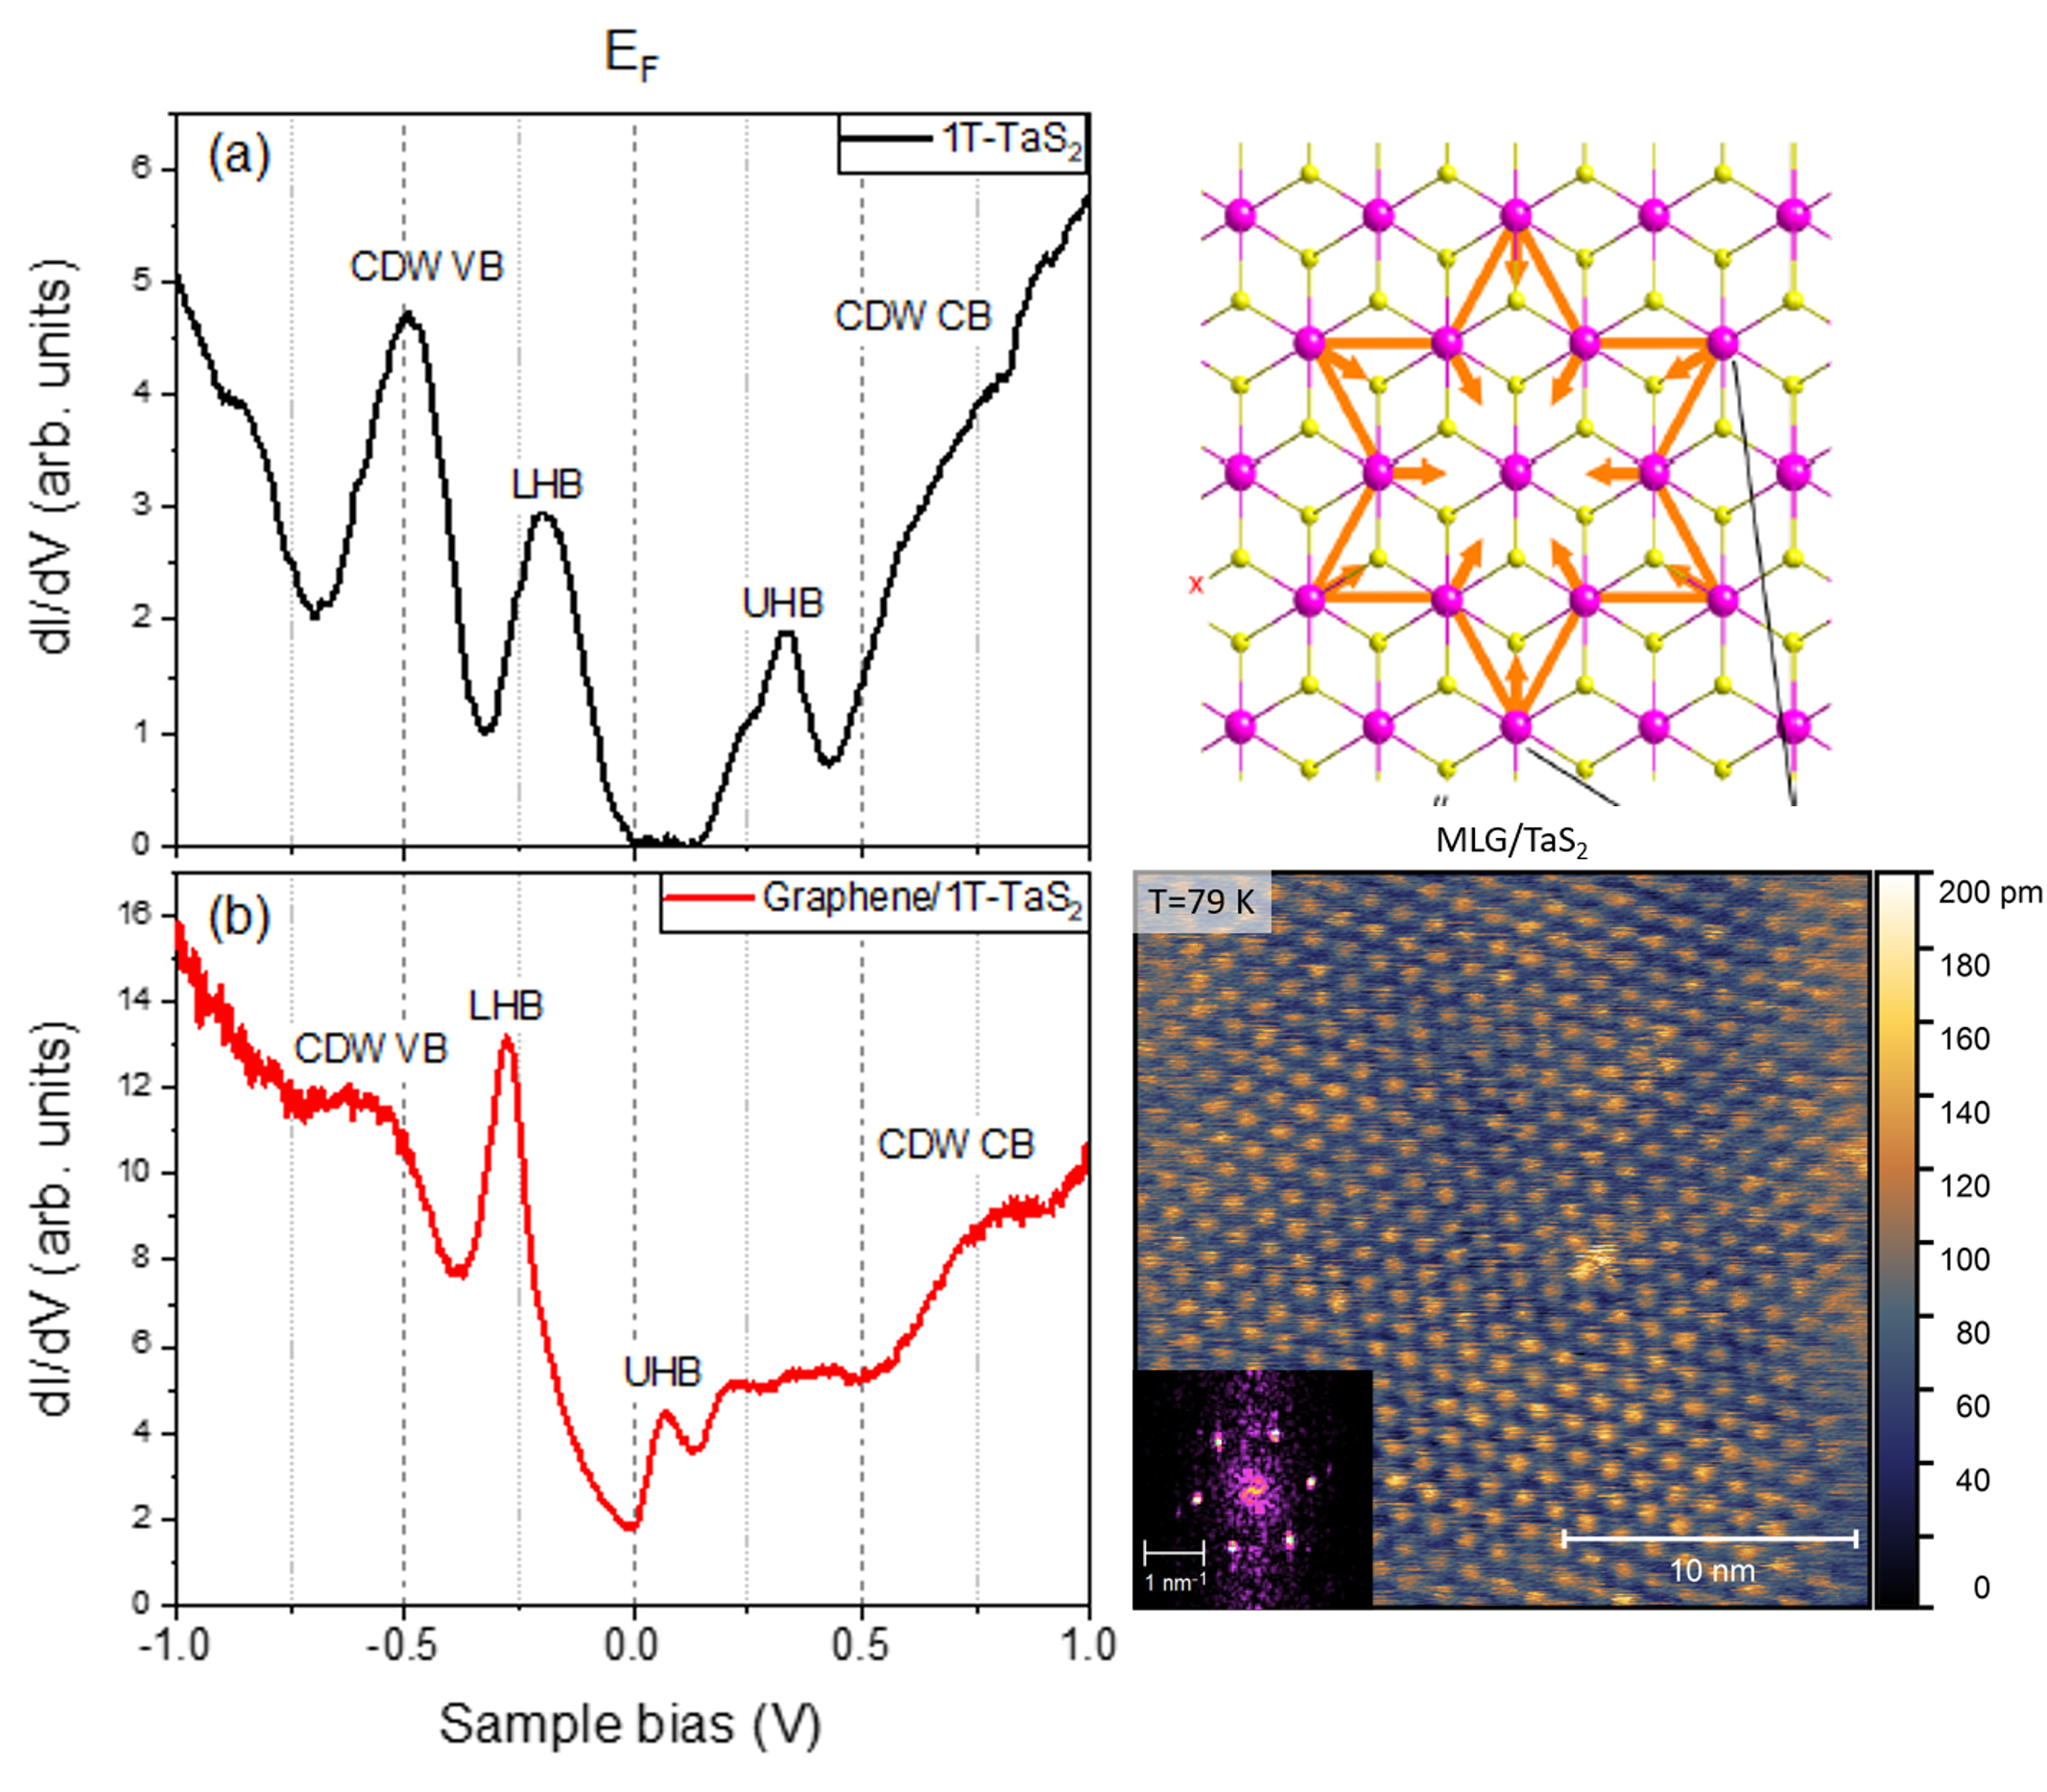 E_F
(a)
1T-TaS₂
CDW VB
LHB
UHB
CDW CB
dI/dV (arb. units)
6
5
4
3
2
1
0
(b)
Graphene/1T-TaS₂
CDW VB
LHB
UHB
CDW CB
dI/dV (arb. units)
16
14
12
10
8
6
4
2
0
-1.0 -0.5 0.0 0.5 1.0
Sample bias (V)
x
MLG/TaS₂
T=79 K
10 nm
1 nm⁻¹
200 pm
180
160
140
120
100
80
60
40
0